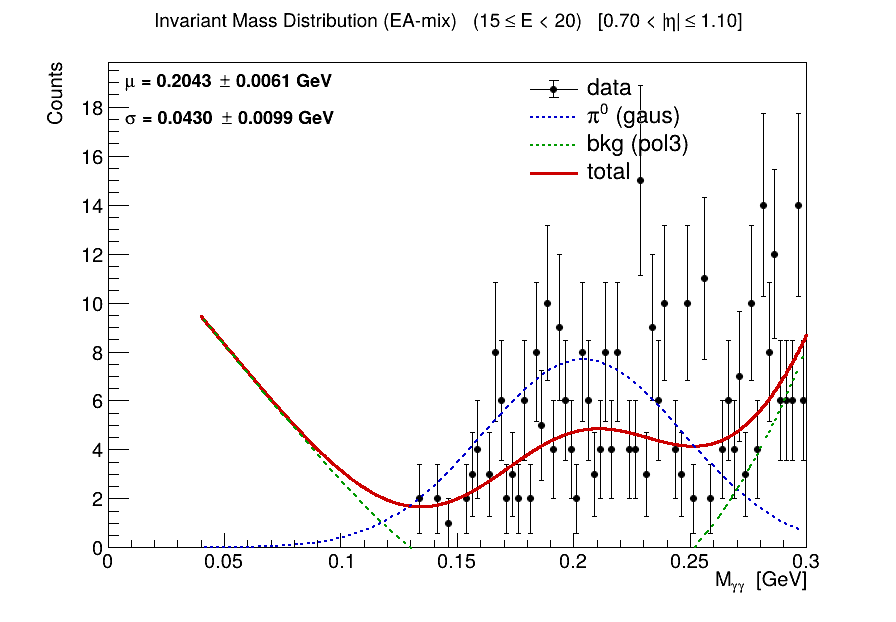 Invariant Mass Distribution (EA-mix) (15 ≤ E < 20) [0.70 < |η| ≤ 1.10]
Counts
μ = 0.2043 ± 0.0061 GeV
σ = 0.0430 ± 0.0099 GeV
data
π⁰ (gaus)
bkg (pol3)
total
18
16
14
12
10
8
6
4
2
0
0 0.05 0.1 0.15 0.2 0.25 0.3
M_γγ [GeV]